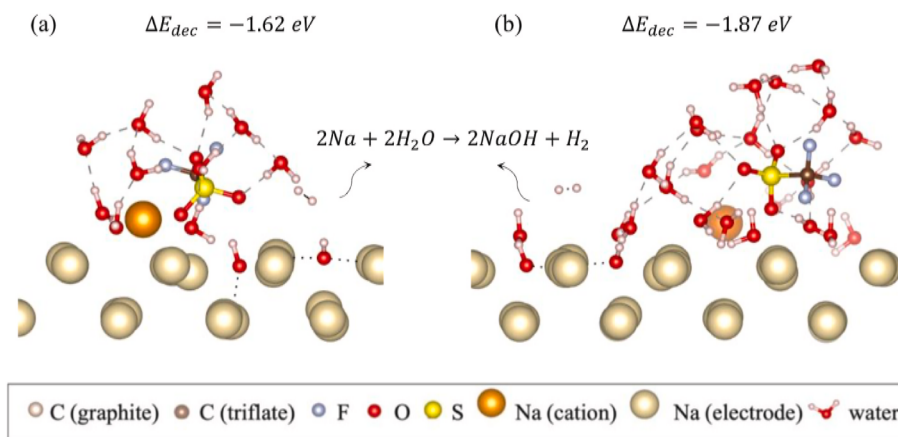 (a) ΔE_dec = −1.62 eV (b) ΔE_dec = −1.87 eV
2Na + 2H₂O → 2NaOH + H₂
C (graphite) C (triflate) F O S Na (cation) Na (electrode) water